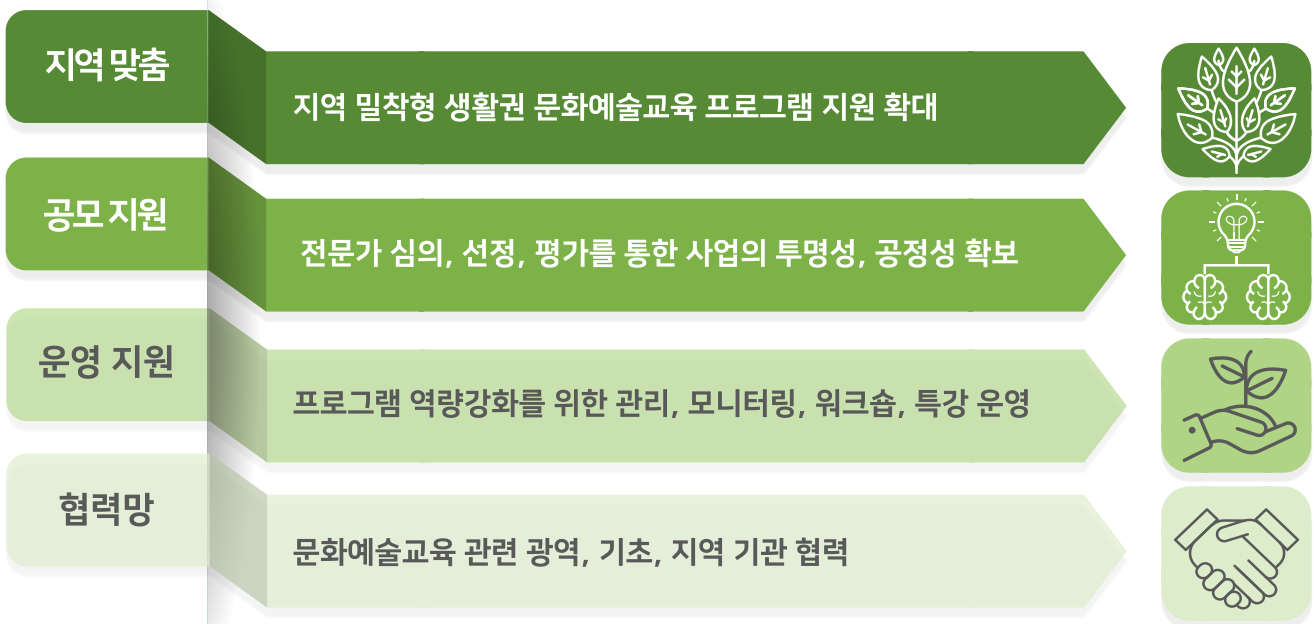 지역 맞춤
지역 밀착형 생활권 문화예술교육 프로그램 지원 확대
공모 지원
전문가 심의, 선정, 평가를 통한 사업의 투명성, 공정성 확보
운영 지원
프로그램 역량강화를 위한 관리, 모니터링, 워크숍, 특강 운영
협력망
문화예술교육 관련 광역, 기초, 지역 기관 협력